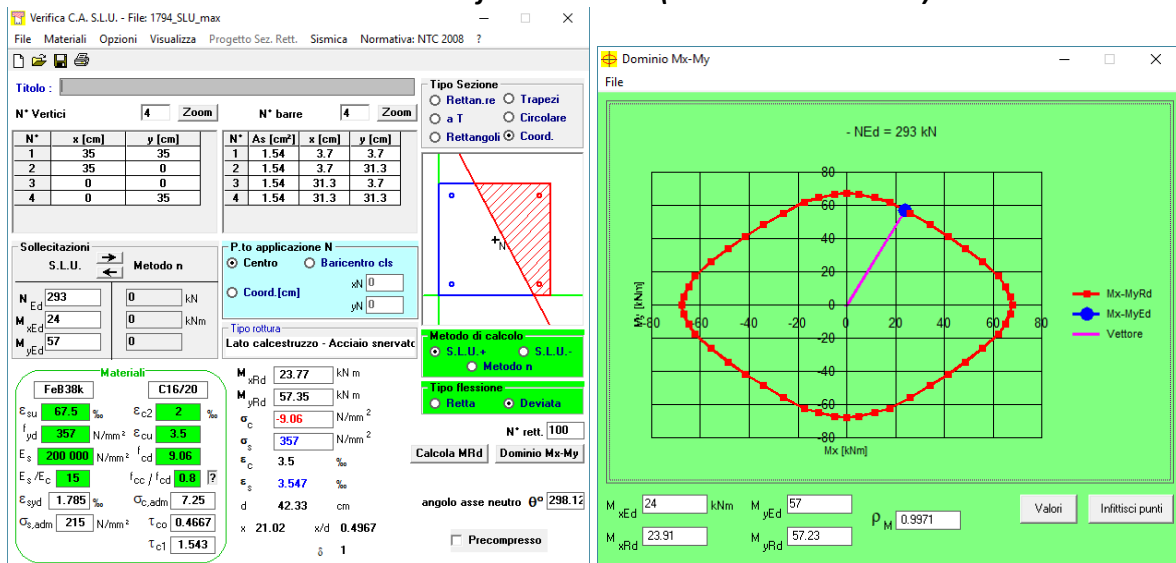 Verifica C.A. S.L.U. - File: 1794_SLU_max
File Materiali Opzioni Visualizza Progetto Sez. Rett. Sismica Normativa: NTC 2008 ?
Titolo :
N° Vertici 4 Zoom N° barre 4 Zoom
N° x [cm] y [cm]
1 35 35
2 35 0
3 0 0
4 0 35
N° As [cm²] x [cm] y [cm]
1 1.54 3.7 3.7
2 1.54 3.7 31.3
3 1.54 31.3 3.7
4 1.54 31.3 31.3
Tipo Sezione
Rettan.re Trapezi
a T Circolare
Rettangoli Coord.
N
Sollecitazioni
S.L.U. Metodo n
N Ed 293 0 kN
M xEd 24 0 kNm
M yEd 57 0
P.to applicazione N
Centro Baricentro cls
Coord.[cm] xN 0
yN 0
Tipo rottura
Lato calcestruzzo - Acciaio snervato
Metodo di calcolo
S.L.U.+ S.L.U.-
Metodo n
Tipo flessione
Retta Deviata
N° rett. 100
Calcola MRd Dominio Mx-My
angolo asse neutro θ° 298.12
Precompresso
Materiali
FeB38k C16/20
εsu 67.5 ‰ εc2 2 ‰
fyd 357 N/mm² εcu 3.5
Es 200 000 N/mm² fcd 9.06
Es/Ec 15 fcc / fcd 0.8 ?
εsyd 1.785 ‰ σc,adm 7.25
σs,adm 215 N/mm² τco 0.4667
τc1 1.543
M xRd 23.77 kN m
M yRd 57.35 kN m
σc -9.06 N/mm²
σs 357 N/mm²
εc 3.5 ‰
εs 3.547 ‰
d 42.33 cm
x 21.02 x/d 0.4967
δ 1
Dominio Mx-My
File
- NEd = 293 kN
80
60
40
20
0
-20
-40
-60
-80
My [kNm]
-80 -60 -40 -20 0 20 40 60 80
Mx [kNm]
Mx-MyRd
Mx-MyEd
Vettore
M xEd 24 kNm M yEd 57
M xRd 23.91 M yRd 57.23
ρM 0.9971
Valori Infittisci punti